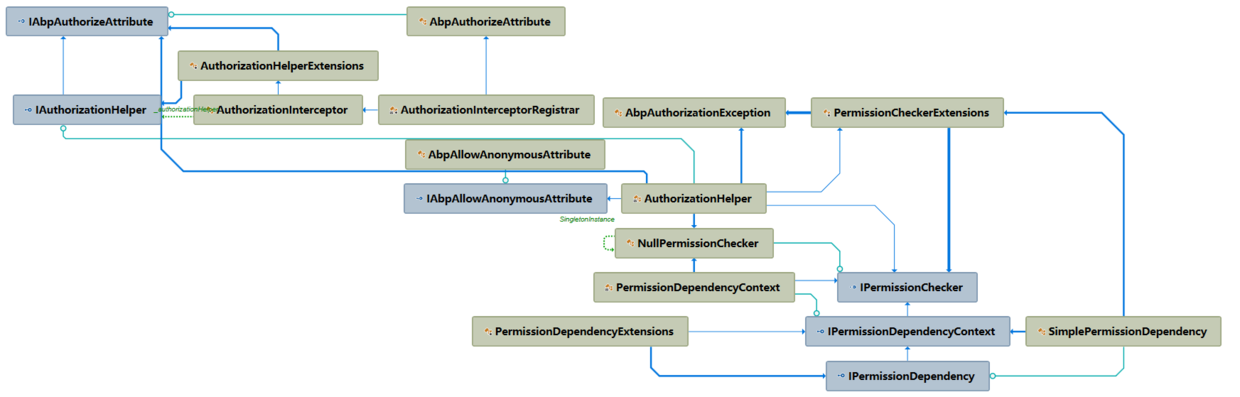 IAbpAuthorizeAttribute
AbpAuthorizeAttribute
AuthorizationHelperExtensions
IAuthorizationHelper
_authorizationHelper
AuthorizationInterceptor
AuthorizationInterceptorRegistrar
AbpAuthorizationException
PermissionCheckerExtensions
AbpAllowAnonymousAttribute
IAbpAllowAnonymousAttribute
AuthorizationHelper
SingletonInstance
NullPermissionChecker
PermissionDependencyContext
IPermissionChecker
PermissionDependencyExtensions
IPermissionDependencyContext
SimplePermissionDependency
IPermissionDependency